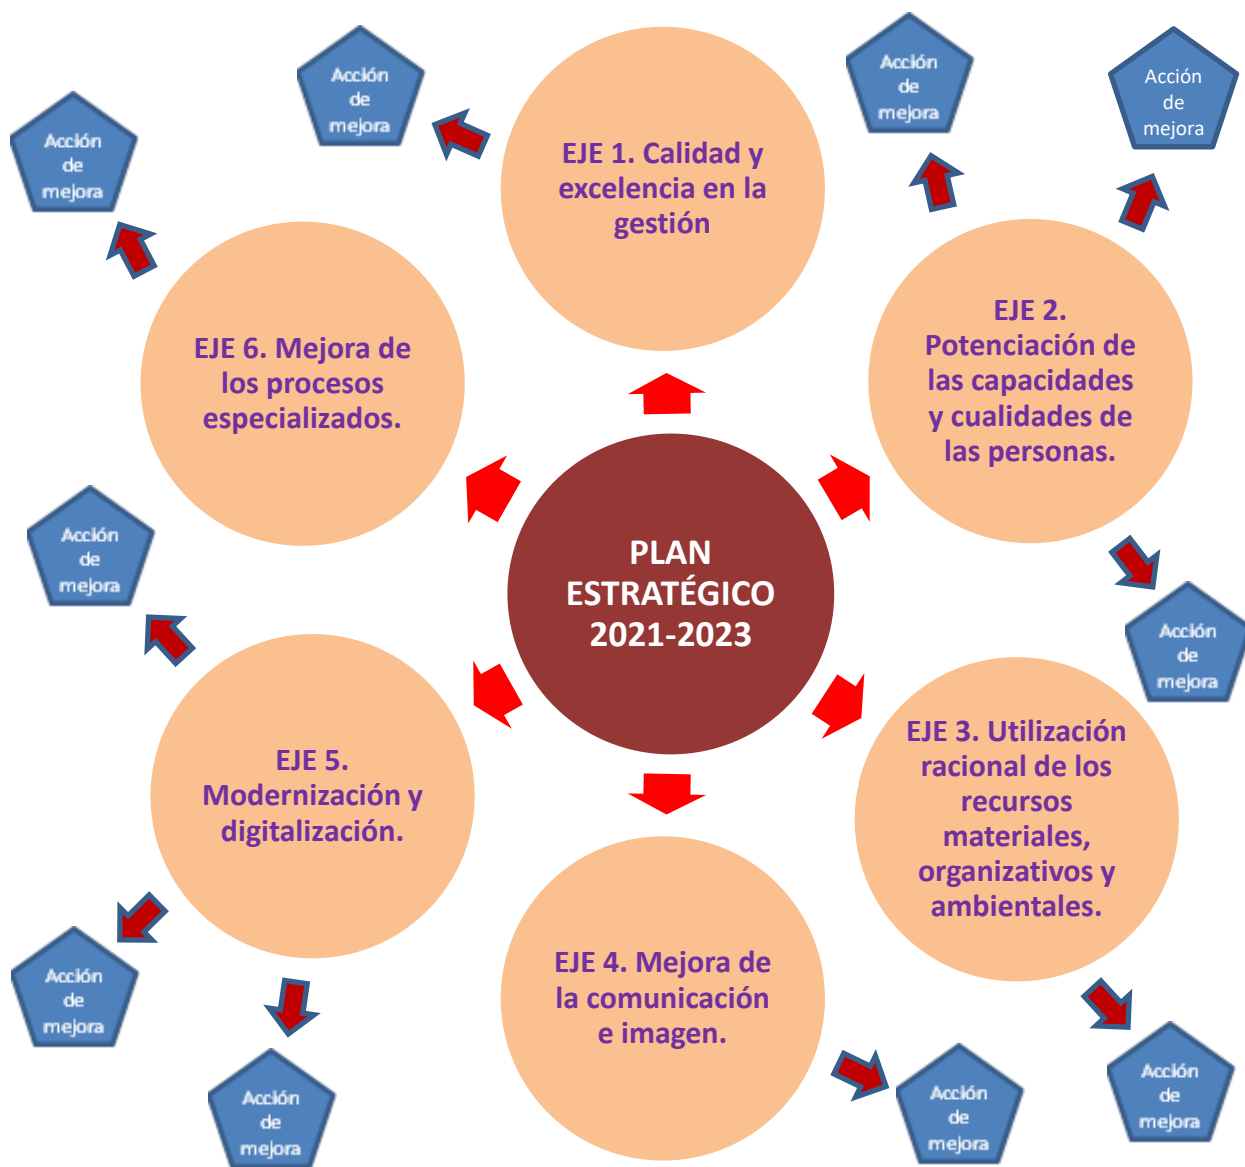 Acción
de
mejora
Acción
de
mejora
Acción
de
mejora
Acción
de
mejora
EJE 1. Calidad y
excelencia en la
gestión
EJE 2.
Potenciación de
las capacidades
y cualidades de
las personas.
EJE 6. Mejora de
los procesos
especializados.
Acción
de
mejora
PLAN
ESTRATÉGICO
2021-2023
Acción
de
mejora
EJE 3. Utilización
racional de los
recursos
materiales,
organizativos y
ambientales.
EJE 5.
Modernización y
digitalización.
EJE 4. Mejora de
la comunicación
e imagen.
Acción
de
mejora
Acción
de
mejora
Acción
de
mejora
Acción
de
mejora